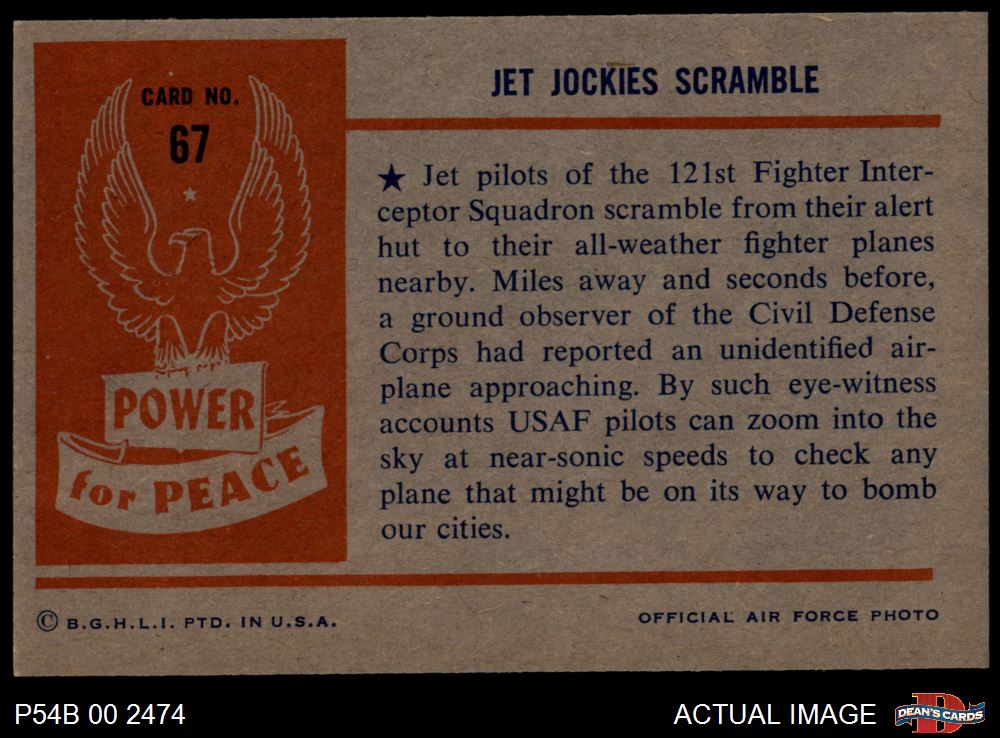 CARD NO.
67
POWER
for PEACE
JET JOCKIES SCRAMBLE
★ Jet pilots of the 121st Fighter Inter-
ceptor Squadron scramble from their alert
hut to their all-weather fighter planes
nearby. Miles away and seconds before,
a ground observer of the Civil Defense
Corps had reported an unidentified air-
plane approaching. By such eye-witness
accounts USAF pilots can zoom into the
sky at near-sonic speeds to check any
plane that might be on its way to bomb
our cities.
© B.G.H.L.I. PTD. IN U.S.A.
OFFICIAL AIR FORCE PHOTO
P54B 00 2474
ACTUAL IMAGE
DEAN'S CARDS